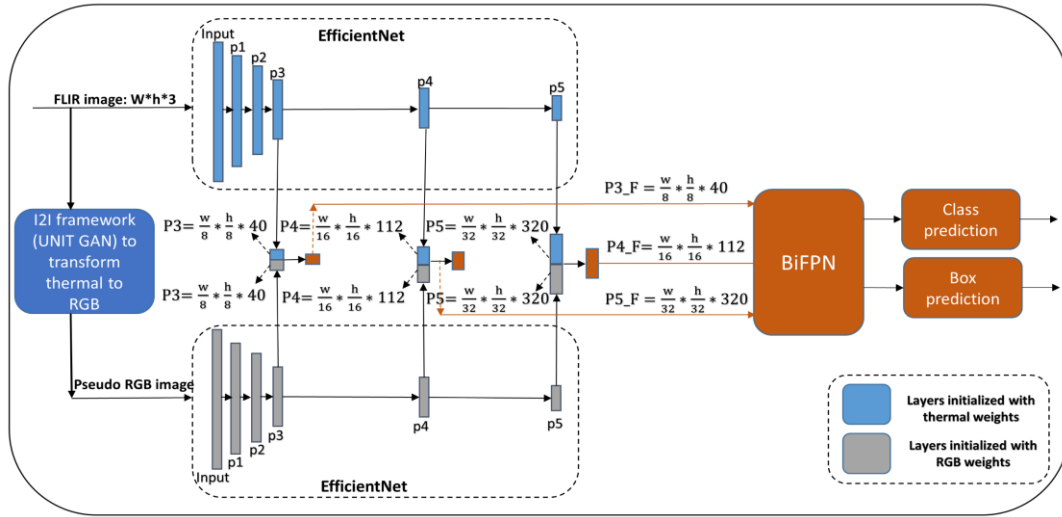 EfficientNet
Input
p1
p2
p3
p4
p5
FLIR image: W*h*3
I2I framework
(UNIT GAN) to
transform
thermal to
RGB
P3= w/8 * h/8 * 40
P4= w/16 * h/16 * 112
P5= w/32 * h/32 * 320
P3= w/8 * h/8 * 40
P4= w/16 * h/16 * 112
P5= w/32 * h/32 * 320
P3_F = w/8 * h/8 * 40
P4_F= w/16 * h/16 * 112
P5_F = w/32 * h/32 * 320
BiFPN
Class
prediction
Box
prediction
Pseudo RGB image
Input
p1
p2
p3
p4
p5
EfficientNet
Layers initialized with
thermal weights
Layers initialized with
RGB weights